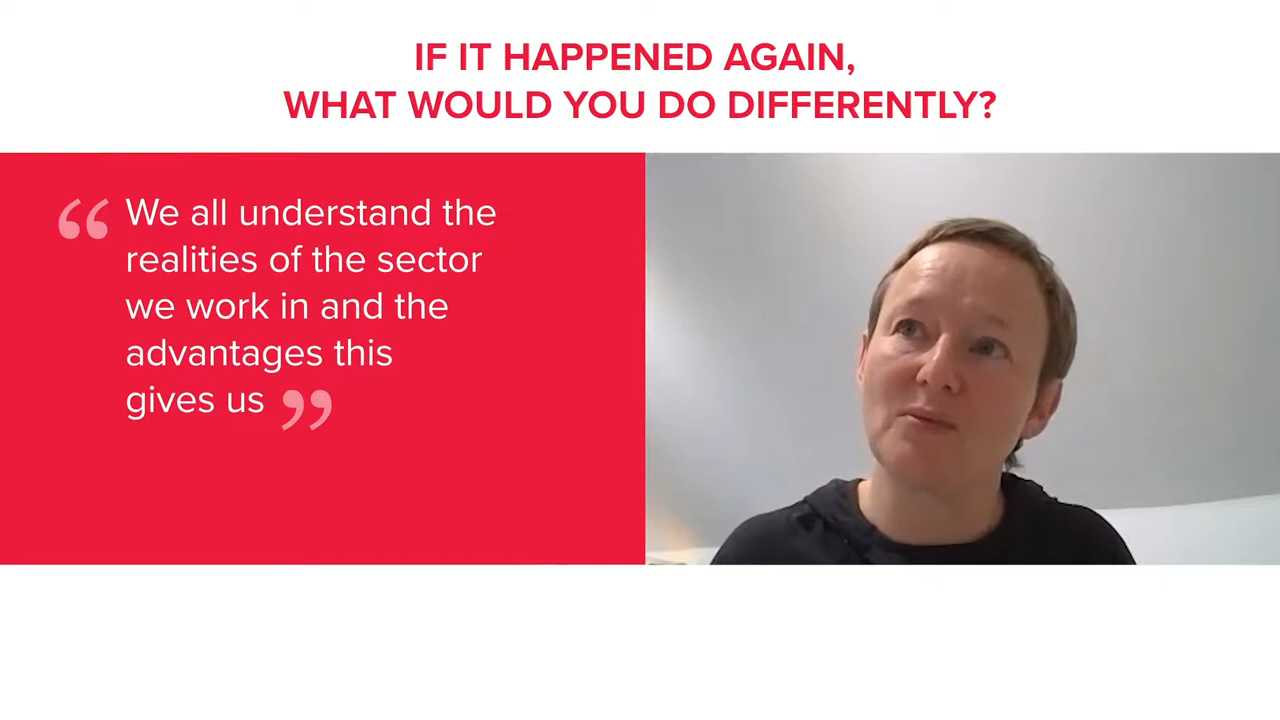 IF IT HAPPENED AGAIN,
WHAT WOULD YOU DO DIFFERENTLY?
“We all understand the
realities of the sector
we work in and the
advantages this
gives us”